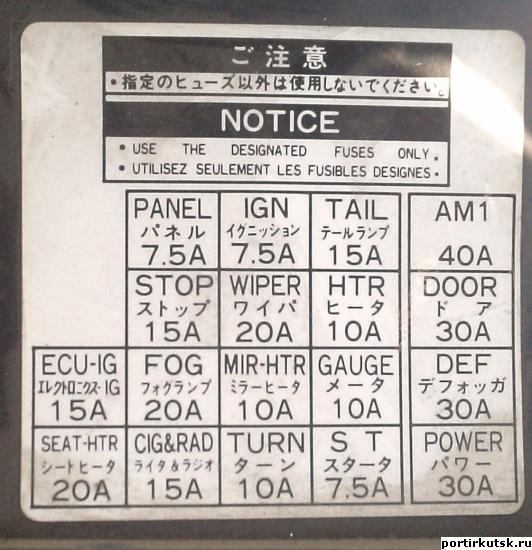 ご注意
・指定のヒューズ以外は使用しないでください。
NOTICE
・USE THE DESIGNATED FUSES ONLY.
・UTILISEZ SEULEMENT LES FUSIBLES DESIGNES.
PANEL IGN TAIL AM1
パネル イグニッション テールランプ
7.5A 7.5A 15A 40A
STOP WIPER HTR DOOR
ストップ ワイパ ヒータ ドア
15A 20A 10A 30A
ECU-IG FOG MIR-HTR GAUGE DEF
エレクトロニクス・IG フォグランプ ミラーヒータ メータ デフォッガ
15A 20A 10A 10A 30A
SEAT-HTR CIG&RAD TURN ST POWER
シートヒータ ライタ&ラジオ ターン スタータ パワー
20A 15A 10A 7.5A 30A
portirkutsk.ru